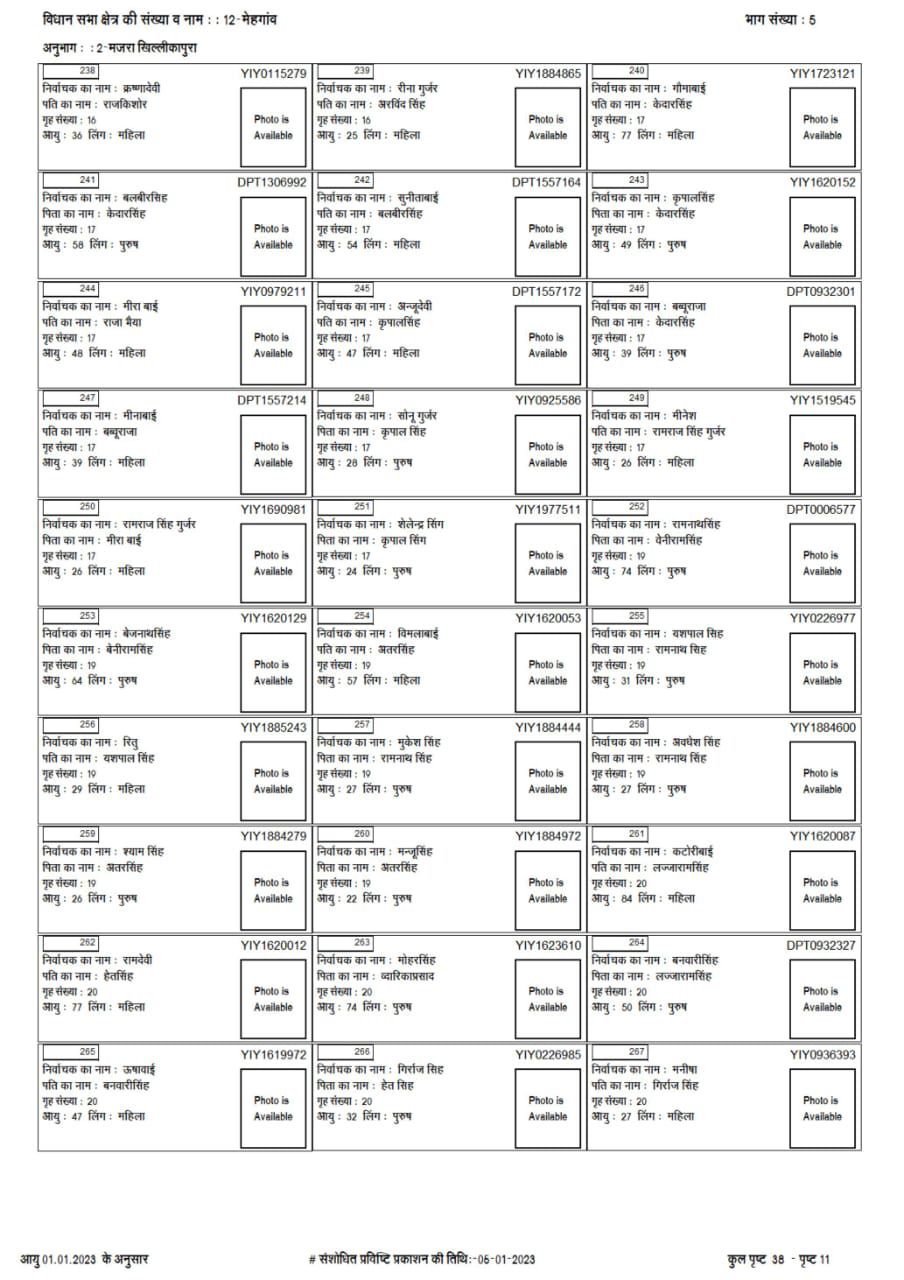 विधान सभा क्षेत्र की संख्या व नाम : : 12-मेहगांव
भाग संख्या : 5
अनुभाग : : 2-मजरा खिल्लीकापुरा
238 YIY0115279
निर्वाचक का नाम : क्रष्णादेवी
पति का नाम : राजकिशोर
गृह संख्या : 16
आयु : 36 लिंग : महिला
Photo is
Available
239 YIY1884865
निर्वाचक का नाम : रीना गुर्जर
पति का नाम : अरविंद सिंह
गृह संख्या : 16
आयु : 25 लिंग : महिला
Photo is
Available
240 YIY1723121
निर्वाचक का नाम : गौमाबाई
पति का नाम : केदारसिंह
गृह संख्या : 17
आयु : 77 लिंग : महिला
Photo is
Available
241 DPT1306992
निर्वाचक का नाम : बलबीरसिह
पिता का नाम : केदारसिंह
गृह संख्या : 17
आयु : 58 लिंग : पुरुष
Photo is
Available
242 DPT1557164
निर्वाचक का नाम : सुनीताबाई
पति का नाम : बलबीरसिंह
गृह संख्या : 17
आयु : 54 लिंग : महिला
Photo is
Available
243 YIY1620152
निर्वाचक का नाम : कृपालसिंह
पिता का नाम : केदारसिंह
गृह संख्या : 17
आयु : 49 लिंग : पुरुष
Photo is
Available
244 YIY0979211
निर्वाचक का नाम : मीरा बाई
पति का नाम : राजा भैया
गृह संख्या : 17
आयु : 48 लिंग : महिला
Photo is
Available
245 DPT1557172
निर्वाचक का नाम : अन्जूदेवी
पति का नाम : कृपालसिंह
गृह संख्या : 17
आयु : 47 लिंग : महिला
Photo is
Available
246 DPT0932301
निर्वाचक का नाम : बब्बूराजा
पिता का नाम : केदारसिंह
गृह संख्या : 17
आयु : 39 लिंग : पुरुष
Photo is
Available
247 DPT1557214
निर्वाचक का नाम : मीनाबाई
पति का नाम : बब्बूराजा
गृह संख्या : 17
आयु : 39 लिंग : महिला
Photo is
Available
248 YIY0925586
निर्वाचक का नाम : सोनू गुर्जर
पिता का नाम : कृपाल सिंह
गृह संख्या : 17
आयु : 28 लिंग : पुरुष
Photo is
Available
249 YIY1519545
निर्वाचक का नाम : मीनेश
पति का नाम : रामराज सिंह गुर्जर
गृह संख्या : 17
आयु : 26 लिंग : महिला
Photo is
Available
250 YIY1690981
निर्वाचक का नाम : रामराज सिंह गुर्जर
पिता का नाम : मीरा बाई
गृह संख्या : 17
आयु : 26 लिंग : महिला
Photo is
Available
251 YIY1977511
निर्वाचक का नाम : शेलेन्द्र सिंग
पिता का नाम : कृपाल सिंग
गृह संख्या : 17
आयु : 24 लिंग : पुरुष
Photo is
Available
252 DPT0006577
निर्वाचक का नाम : रामनाथसिंह
पिता का नाम : वेनीरामसिंह
गृह संख्या : 19
आयु : 74 लिंग : पुरुष
Photo is
Available
253 YIY1620129
निर्वाचक का नाम : बेजनाथसिंह
पिता का नाम : बेनीरामसिंह
गृह संख्या : 19
आयु : 64 लिंग : पुरुष
Photo is
Available
254 YIY1620053
निर्वाचक का नाम : विमलाबाई
पति का नाम : अतरसिंह
गृह संख्या : 19
आयु : 57 लिंग : महिला
Photo is
Available
255 YIY0226977
निर्वाचक का नाम : यशपाल सिह
पिता का नाम : रामनाथ सिह
गृह संख्या : 19
आयु : 31 लिंग : पुरुष
Photo is
Available
256 YIY1885243
निर्वाचक का नाम : रितु
पति का नाम : यशपाल सिंह
गृह संख्या : 19
आयु : 29 लिंग : महिला
Photo is
Available
257 YIY1884444
निर्वाचक का नाम : मुकेश सिंह
पिता का नाम : रामनाथ सिंह
गृह संख्या : 19
आयु : 27 लिंग : पुरुष
Photo is
Available
258 YIY1884600
निर्वाचक का नाम : अवधेश सिंह
पिता का नाम : रामनाथ सिंह
गृह संख्या : 19
आयु : 27 लिंग : पुरुष
Photo is
Available
259 YIY1884279
निर्वाचक का नाम : श्याम सिंह
पिता का नाम : अतरसिंह
गृह संख्या : 19
आयु : 26 लिंग : पुरुष
Photo is
Available
260 YIY1884972
निर्वाचक का नाम : मन्जूसिंह
पिता का नाम : अतरसिंह
गृह संख्या : 19
आयु : 22 लिंग : पुरुष
Photo is
Available
261 YIY1620087
निर्वाचक का नाम : कटोरीबाई
पति का नाम : लज्जारामसिंह
गृह संख्या : 20
आयु : 84 लिंग : महिला
Photo is
Available
262 YIY1620012
निर्वाचक का नाम : रामदेवी
पति का नाम : हेतसिंह
गृह संख्या : 20
आयु : 77 लिंग : महिला
Photo is
Available
263 YIY1623610
निर्वाचक का नाम : मोहरसिंह
पिता का नाम : व्दारिकाप्रसाद
गृह संख्या : 20
आयु : 74 लिंग : पुरुष
Photo is
Available
264 DPT0932327
निर्वाचक का नाम : बनवारीसिंह
पिता का नाम : लज्जारामसिंह
गृह संख्या : 20
आयु : 50 लिंग : पुरुष
Photo is
Available
265 YIY1619972
निर्वाचक का नाम : ऊषावाई
पति का नाम : बनवारीसिंह
गृह संख्या : 20
आयु : 47 लिंग : महिला
Photo is
Available
266 YIY0226985
निर्वाचक का नाम : गिर्राज सिह
पिता का नाम : हेत सिह
गृह संख्या : 20
आयु : 32 लिंग : पुरुष
Photo is
Available
267 YIY0936393
निर्वाचक का नाम : मनीषा
पति का नाम : गिर्राज सिंह
गृह संख्या : 20
आयु : 27 लिंग : महिला
Photo is
Available
आयु 01.01.2023 के अनुसार
# संशोधित प्रविष्टि प्रकाशन की तिथि:-05-01-2023
कुल पृष्ट 38 - पृष्ट 11